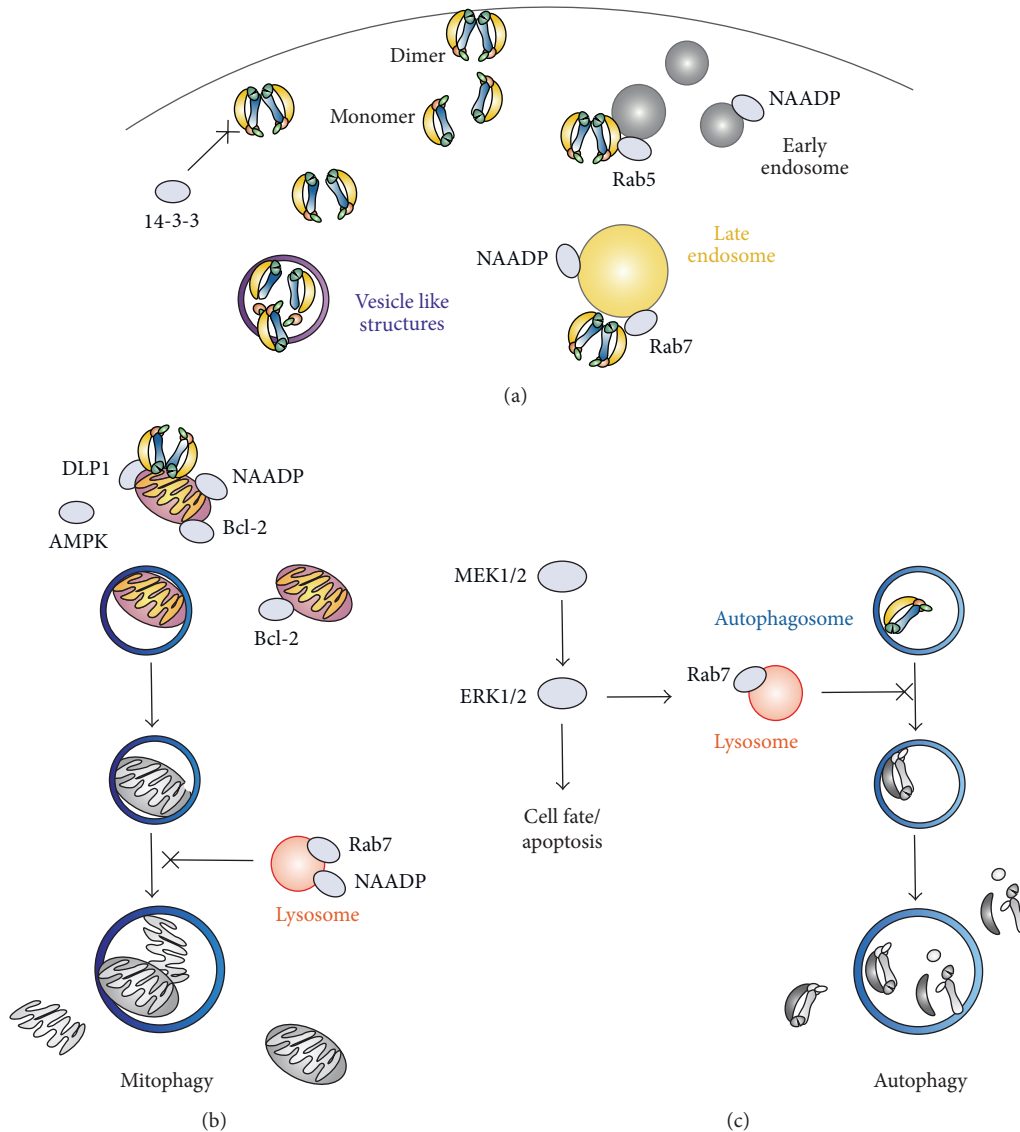 Dimer
Monomer
NAADP
Early
endosome
Rab5
14-3-3
NAADP
Late
endosome
Vesicle like
structures
Rab7
(a)
DLP1
NAADP
AMPK
Bcl-2
Bcl-2
Rab7
NAADP
Lysosome
Mitophagy
(b)
MEK1/2
Autophagosome
ERK1/2
Rab7
Lysosome
Cell fate/
apoptosis
Autophagy
(c)